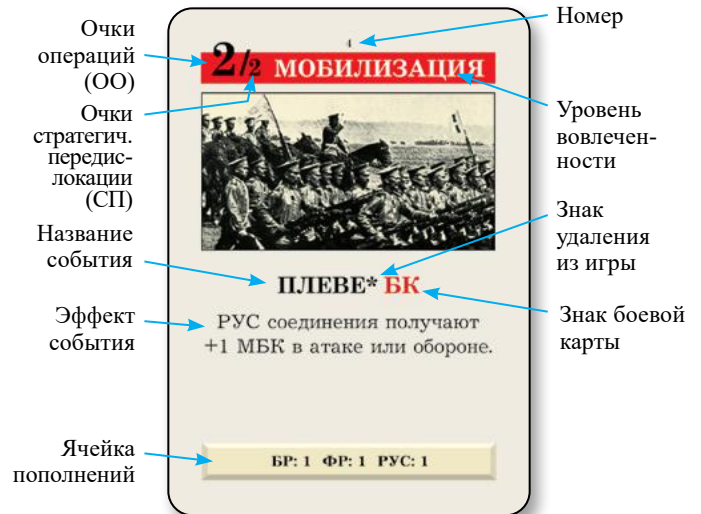 Очки
операций
(ОО)
Очки
стратегич.
передис-
локации
(СП)
Название
события
Эффект
события
Ячейка
пополнений
4
2/2 МОБИЛИЗАЦИЯ
ПЛЕВЕ* БК
РУС соединения получают
+1 МБК в атаке или обороне.
БР: 1 ФР: 1 РУС: 1
Номер
Уровень
вовлечен-
ности
Знак
удаления
из игры
Знак боевой
карты